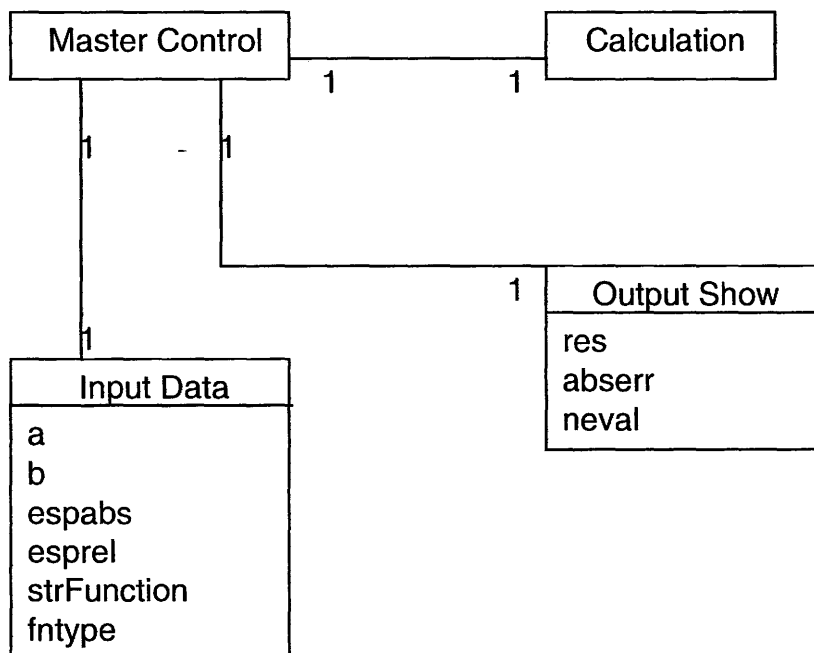 Master Control
Calculation
1
1
1
1
1
Output Show
res
abserr
neval
1
Input Data
a
b
espabs
esprel
strFunction
fntype